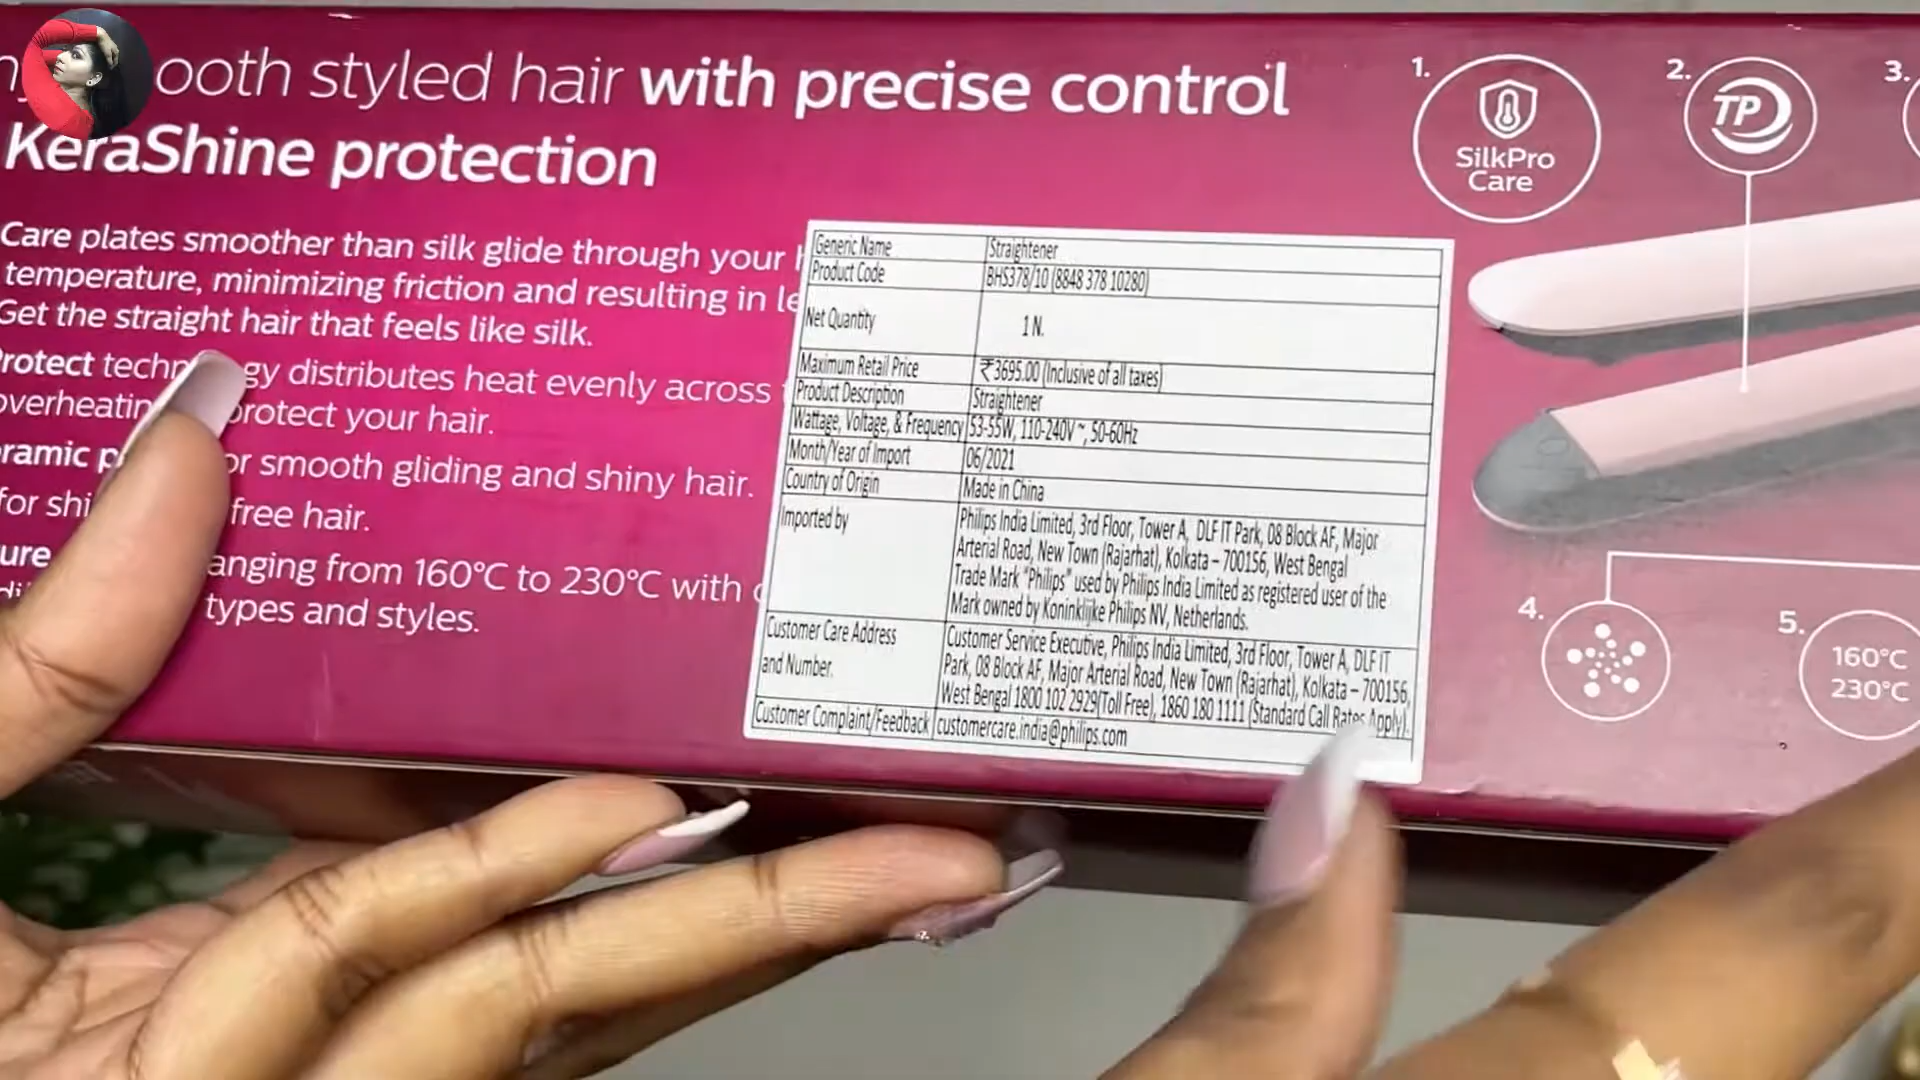 ooth styled hair with precise control
KeraShine protection
Care plates smoother than silk glide through your
temperature, minimizing friction and resulting in
Get the straight hair that feels like silk.
distributes heat evenly across
protect your hair.
smooth gliding and shiny hair.
free hair.
anging from 160°C to 230°C with
types and styles.
Generic Name Straightener
Product Code BHS378/10 (8848 378 10280)
Net Quantity 1 N.
Maximum Retail Price ₹3695.00 (Inclusive of all taxes)
Product Description Straightener
Wattage, Voltage, & Frequency 53-55W, 110-240V ~, 50-60Hz
Month/Year of Import 06/2021
Country of Origin Made in China
Imported by Philips India Limited, 3rd Floor, Tower A, DLF IT Park, 08 Block AF, Major
Arterial Road, New Town (Rajarhat), Kolkata – 700156, West Bengal
Trade Mark "Philips" used by Philips India Limited as registered user of the
Mark owned by Koninklijke Philips NV, Netherlands.
Customer Care Address
and Number.
Customer Service Executive, Philips India Limited, 3rd Floor, Tower A, DLF IT
Park, 08 Block AF, Major Arterial Road, New Town (Rajarhat), Kolkata – 700156,
West Bengal 1800 102 2929(Toll Free), 1860 180 1111 (Standard Call Rates Apply).
Customer Complaint/Feedback customercare.india@philips.com
1.
SilkPro
Care
2.
TP
3.
4.
5.
160°C
230°C